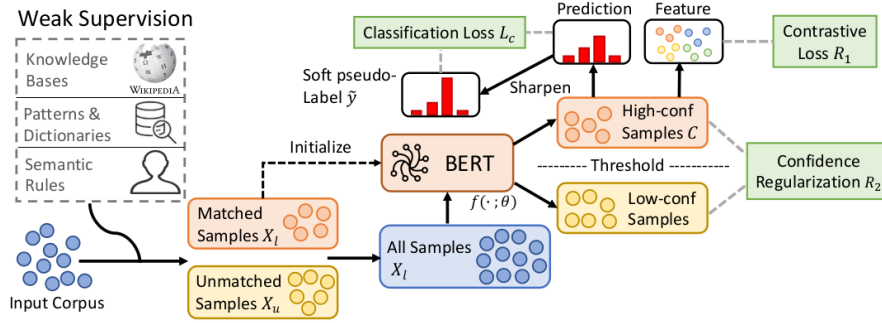 Weak Supervision
Knowledge
Bases
WIKIPEDIA
Patterns &
Dictionaries
Semantic
Rules
Input Corpus
Matched
Samples X_l
Unmatched
Samples X_u
Initialize
All Samples
X_l
BERT
f(·;θ)
Classification Loss L_c
Soft pseudo-
Label ỹ
Sharpen
Prediction
Feature
Contrastive
Loss R_1
High-conf
Samples C
Threshold
Low-conf
Samples
Confidence
Regularization R_2